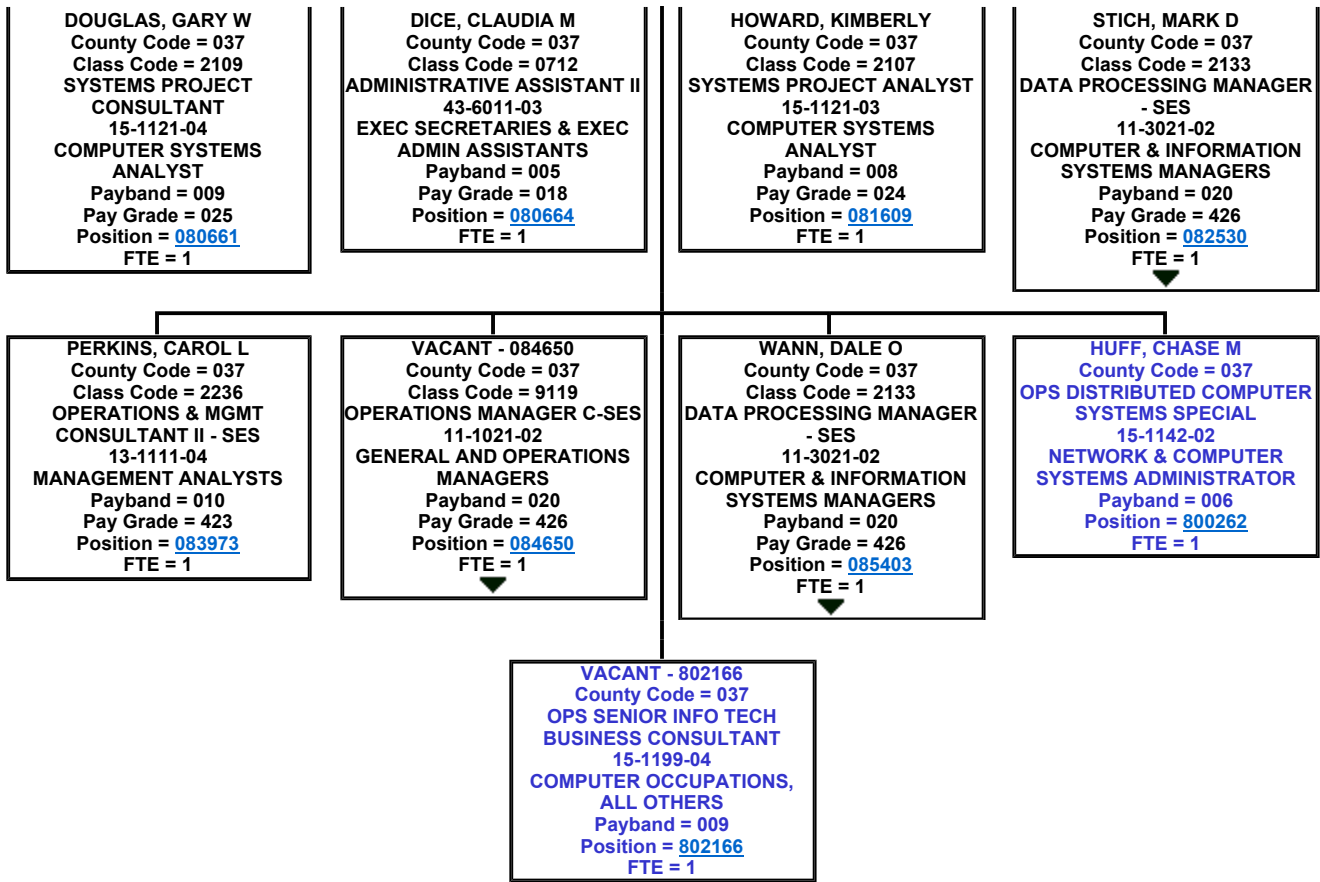 DOUGLAS, GARY W
County Code = 037
Class Code = 2109
SYSTEMS PROJECT
CONSULTANT
15-1121-04
COMPUTER SYSTEMS
ANALYST
Payband = 009
Pay Grade = 025
Position = 080661
FTE = 1
DICE, CLAUDIA M
County Code = 037
Class Code = 0712
ADMINISTRATIVE ASSISTANT II
43-6011-03
EXEC SECRETARIES & EXEC
ADMIN ASSISTANTS
Payband = 005
Pay Grade = 018
Position = 080664
FTE = 1
HOWARD, KIMBERLY
County Code = 037
Class Code = 2107
SYSTEMS PROJECT ANALYST
15-1121-03
COMPUTER SYSTEMS
ANALYST
Payband = 008
Pay Grade = 024
Position = 081609
FTE = 1
STICH, MARK D
County Code = 037
Class Code = 2133
DATA PROCESSING MANAGER
- SES
11-3021-02
COMPUTER & INFORMATION
SYSTEMS MANAGERS
Payband = 020
Pay Grade = 426
Position = 082530
FTE = 1
PERKINS, CAROL L
County Code = 037
Class Code = 2236
OPERATIONS & MGMT
CONSULTANT II - SES
13-1111-04
MANAGEMENT ANALYSTS
Payband = 010
Pay Grade = 423
Position = 083973
FTE = 1
VACANT - 084650
County Code = 037
Class Code = 9119
OPERATIONS MANAGER C-SES
11-1021-02
GENERAL AND OPERATIONS
MANAGERS
Payband = 020
Pay Grade = 426
Position = 084650
FTE = 1
WANN, DALE O
County Code = 037
Class Code = 2133
DATA PROCESSING MANAGER
- SES
11-3021-02
COMPUTER & INFORMATION
SYSTEMS MANAGERS
Payband = 020
Pay Grade = 426
Position = 085403
FTE = 1
HUFF, CHASE M
County Code = 037
OPS DISTRIBUTED COMPUTER
SYSTEMS SPECIAL
15-1142-02
NETWORK & COMPUTER
SYSTEMS ADMINISTRATOR
Payband = 006
Position = 800262
FTE = 1
VACANT - 802166
County Code = 037
OPS SENIOR INFO TECH
BUSINESS CONSULTANT
15-1199-04
COMPUTER OCCUPATIONS,
ALL OTHERS
Payband = 009
Position = 802166
FTE = 1